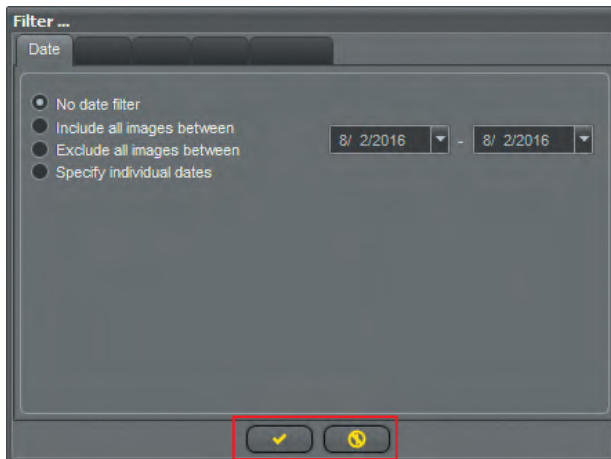 Filter ...
Date
No date filter
Include all images between
8/ 2/2016 - 8/ 2/2016
Exclude all images between
Specify individual dates